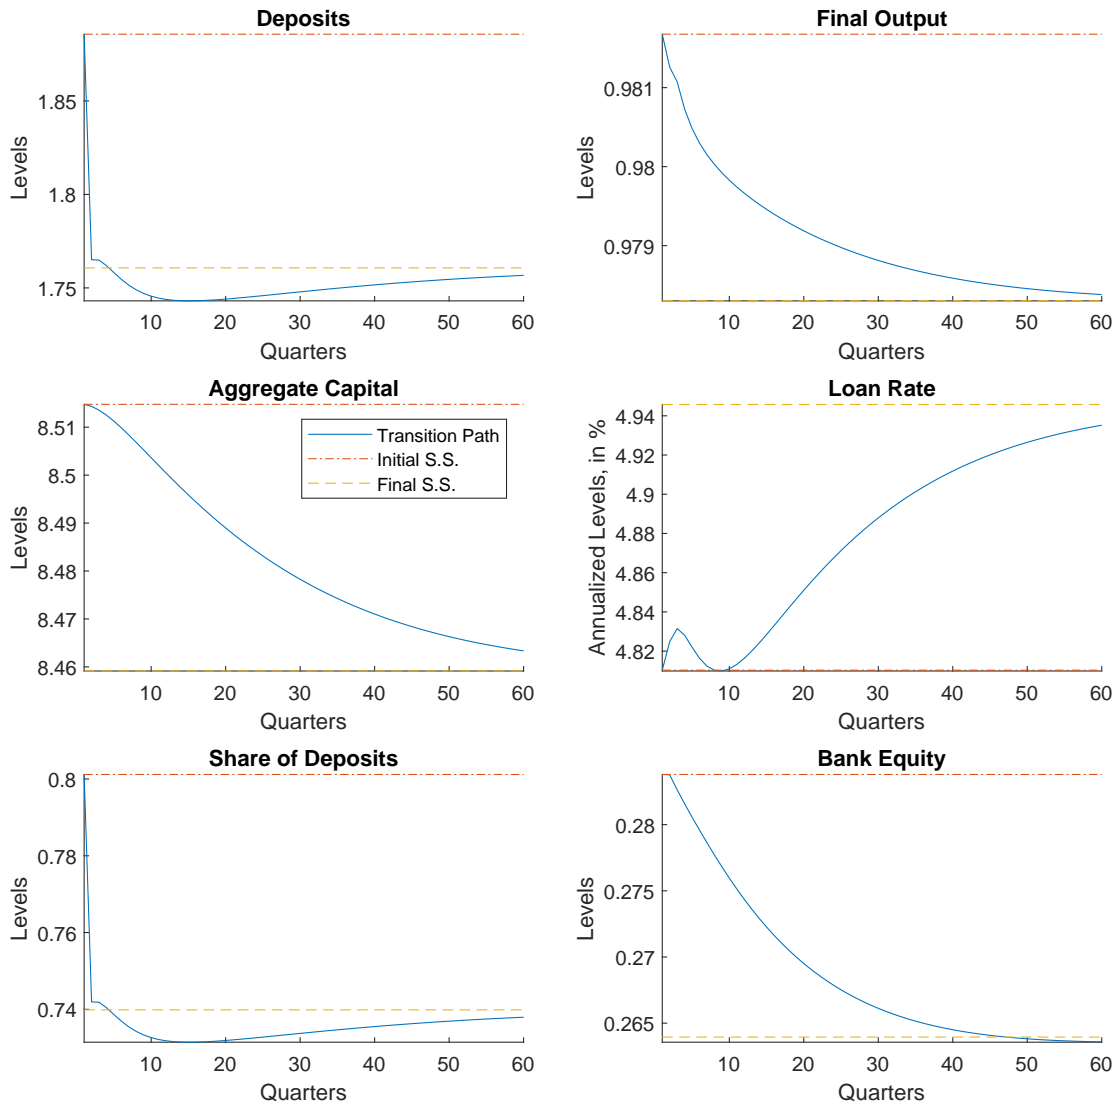 Deposits
Levels
1.85
1.8
1.75
10 20 30 40 50 60
Quarters
Final Output
Levels
0.981
0.98
0.979
10 20 30 40 50 60
Quarters
Aggregate Capital
Levels
8.51
8.5
8.49
8.48
8.47
8.46
Transition Path
Initial S.S.
Final S.S.
10 20 30 40 50 60
Quarters
Loan Rate
Annualized Levels, in %
4.94
4.92
4.9
4.88
4.86
4.84
4.82
10 20 30 40 50 60
Quarters
Share of Deposits
Levels
0.8
0.78
0.76
0.74
10 20 30 40 50 60
Quarters
Bank Equity
Levels
0.28
0.275
0.27
0.265
10 20 30 40 50 60
Quarters